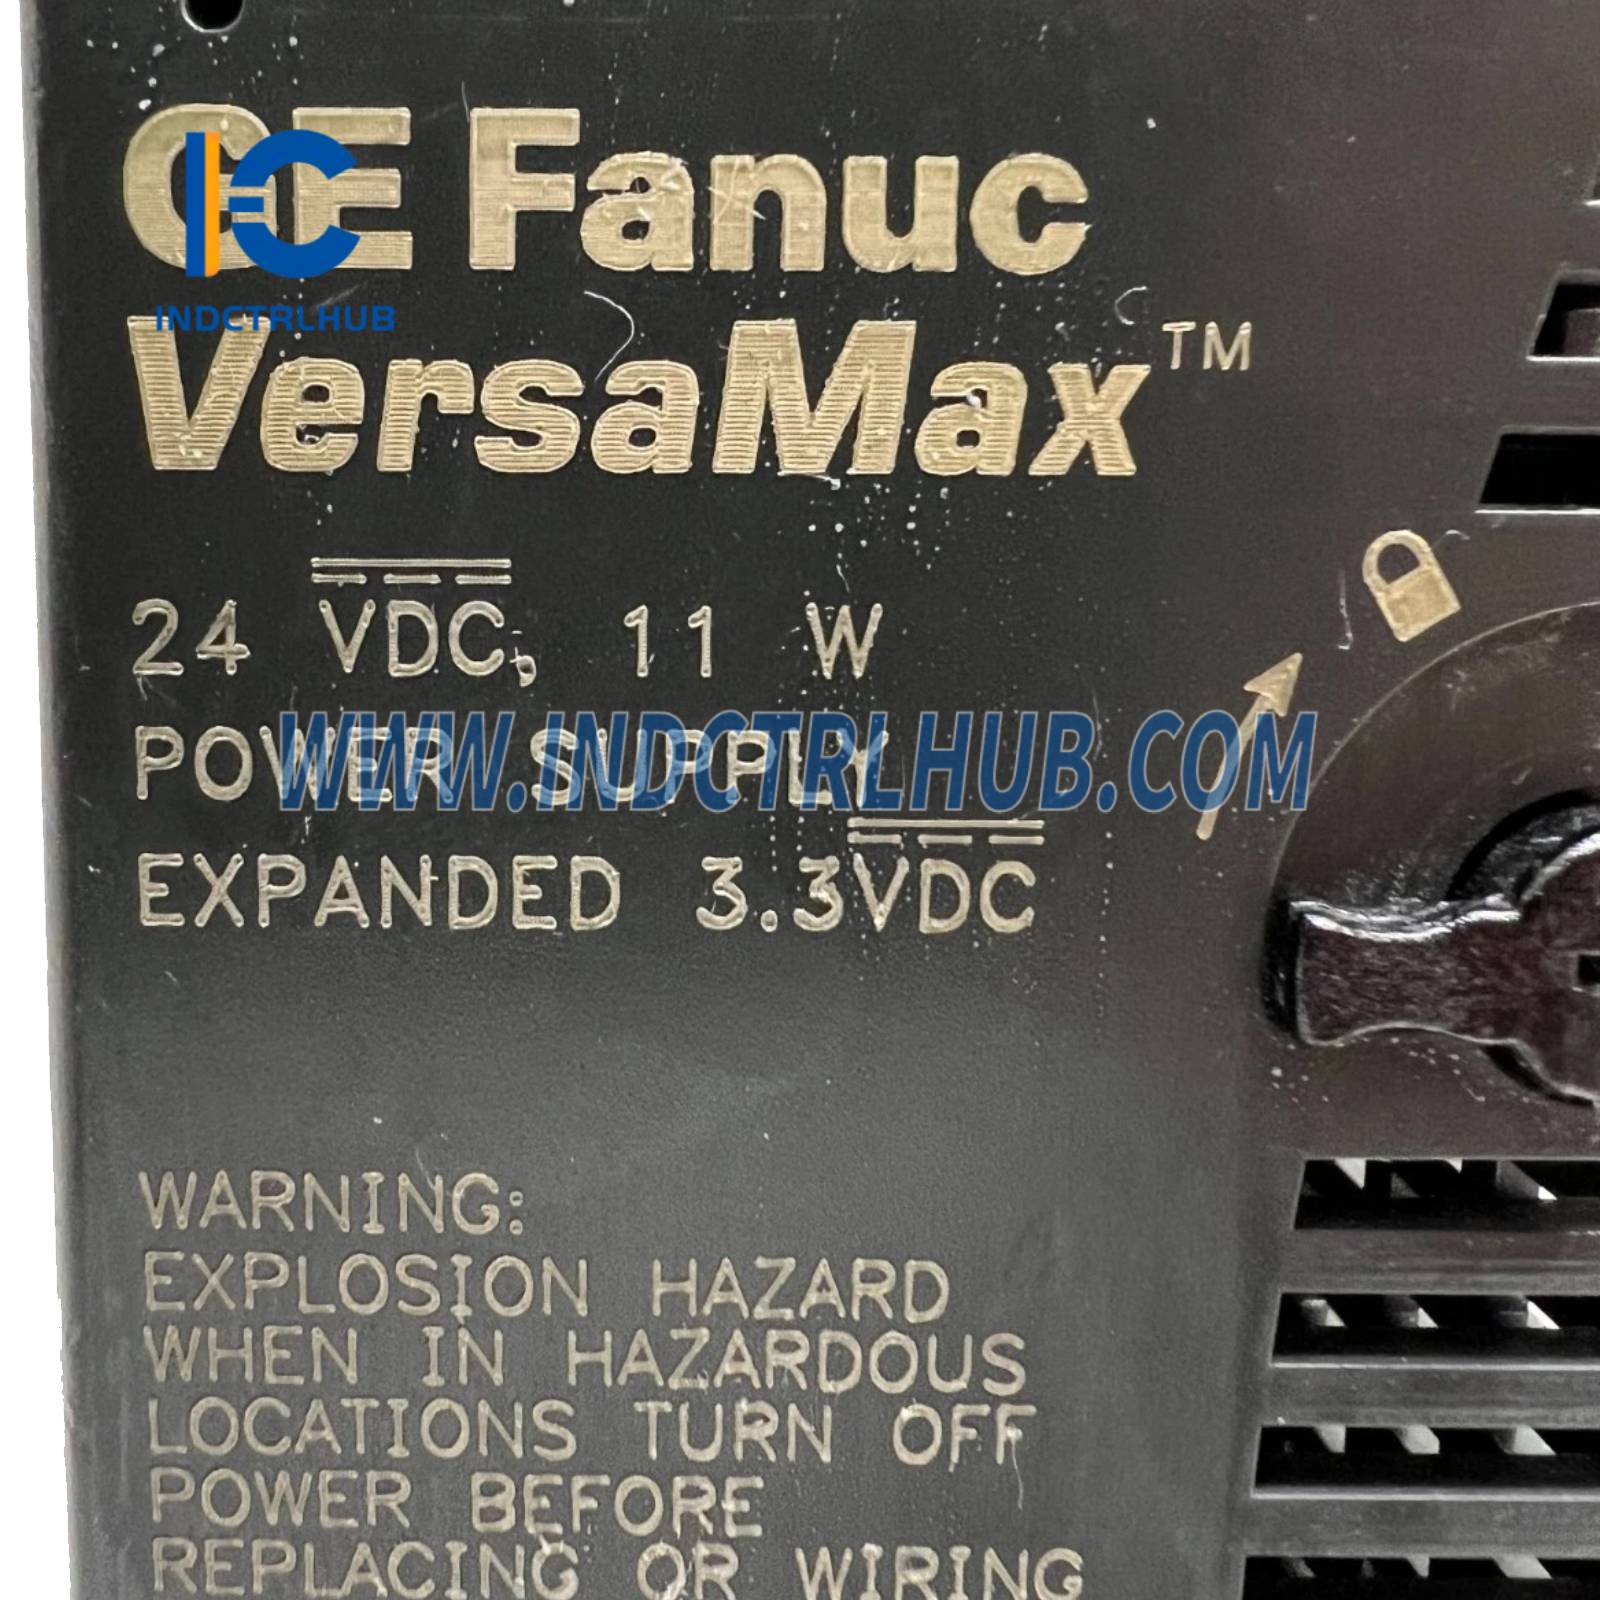 GE Fanuc
INDCTRLHUB
VersaMax™
24 VDC, 11 W
POWER SUPPLY
WWW.INDCTRLHUB.COM
EXPANDED 3.3VDC
WARNING:
EXPLOSION HAZARD
WHEN IN HAZARDOUS
LOCATIONS TURN OFF
POWER BEFORE
REPLACING OR WIRING